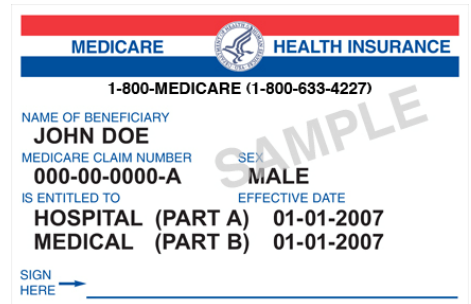 MEDICARE HEALTH INSURANCE
1-800-MEDICARE (1-800-633-4227)
NAME OF BENEFICIARY
JOHN DOE
MEDICARE CLAIM NUMBER SEX
000-00-0000-A MALE
IS ENTITLED TO EFFECTIVE DATE
HOSPITAL (PART A) 01-01-2007
MEDICAL (PART B) 01-01-2007
SIGN
HERE
SAMPLE